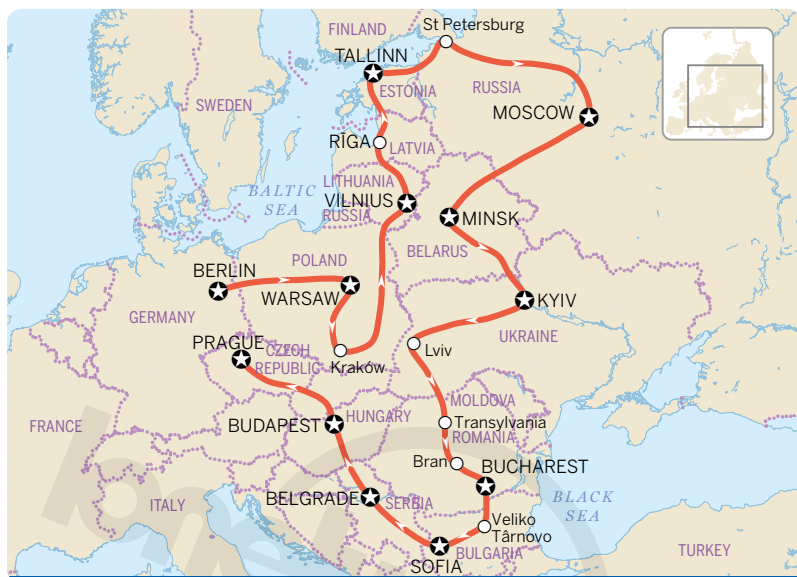 FINLAND
St Petersburg
TALLINN
ESTONIA
RUSSIA
SWEDEN
MOSCOW
RĪGA
LATVIA
LITHUANIA
BALTIC
SEA
VILNIUS
RUSSIA
MINSK
BELARUS
POLAND
BERLIN
WARSAW
KYIV
GERMANY
UKRAINE
PRAGUE
CZECH
REPUBLIC
Kraków
Lviv
MOLDOVA
FRANCE
BUDAPEST
HUNGARY
Transylvania
ROMANIA
Bran
BUCHAREST
ITALY
BELGRADE
SERBIA
BLACK
SEA
Veliko
Târnovo
BULGARIA
SOFIA
TURKEY